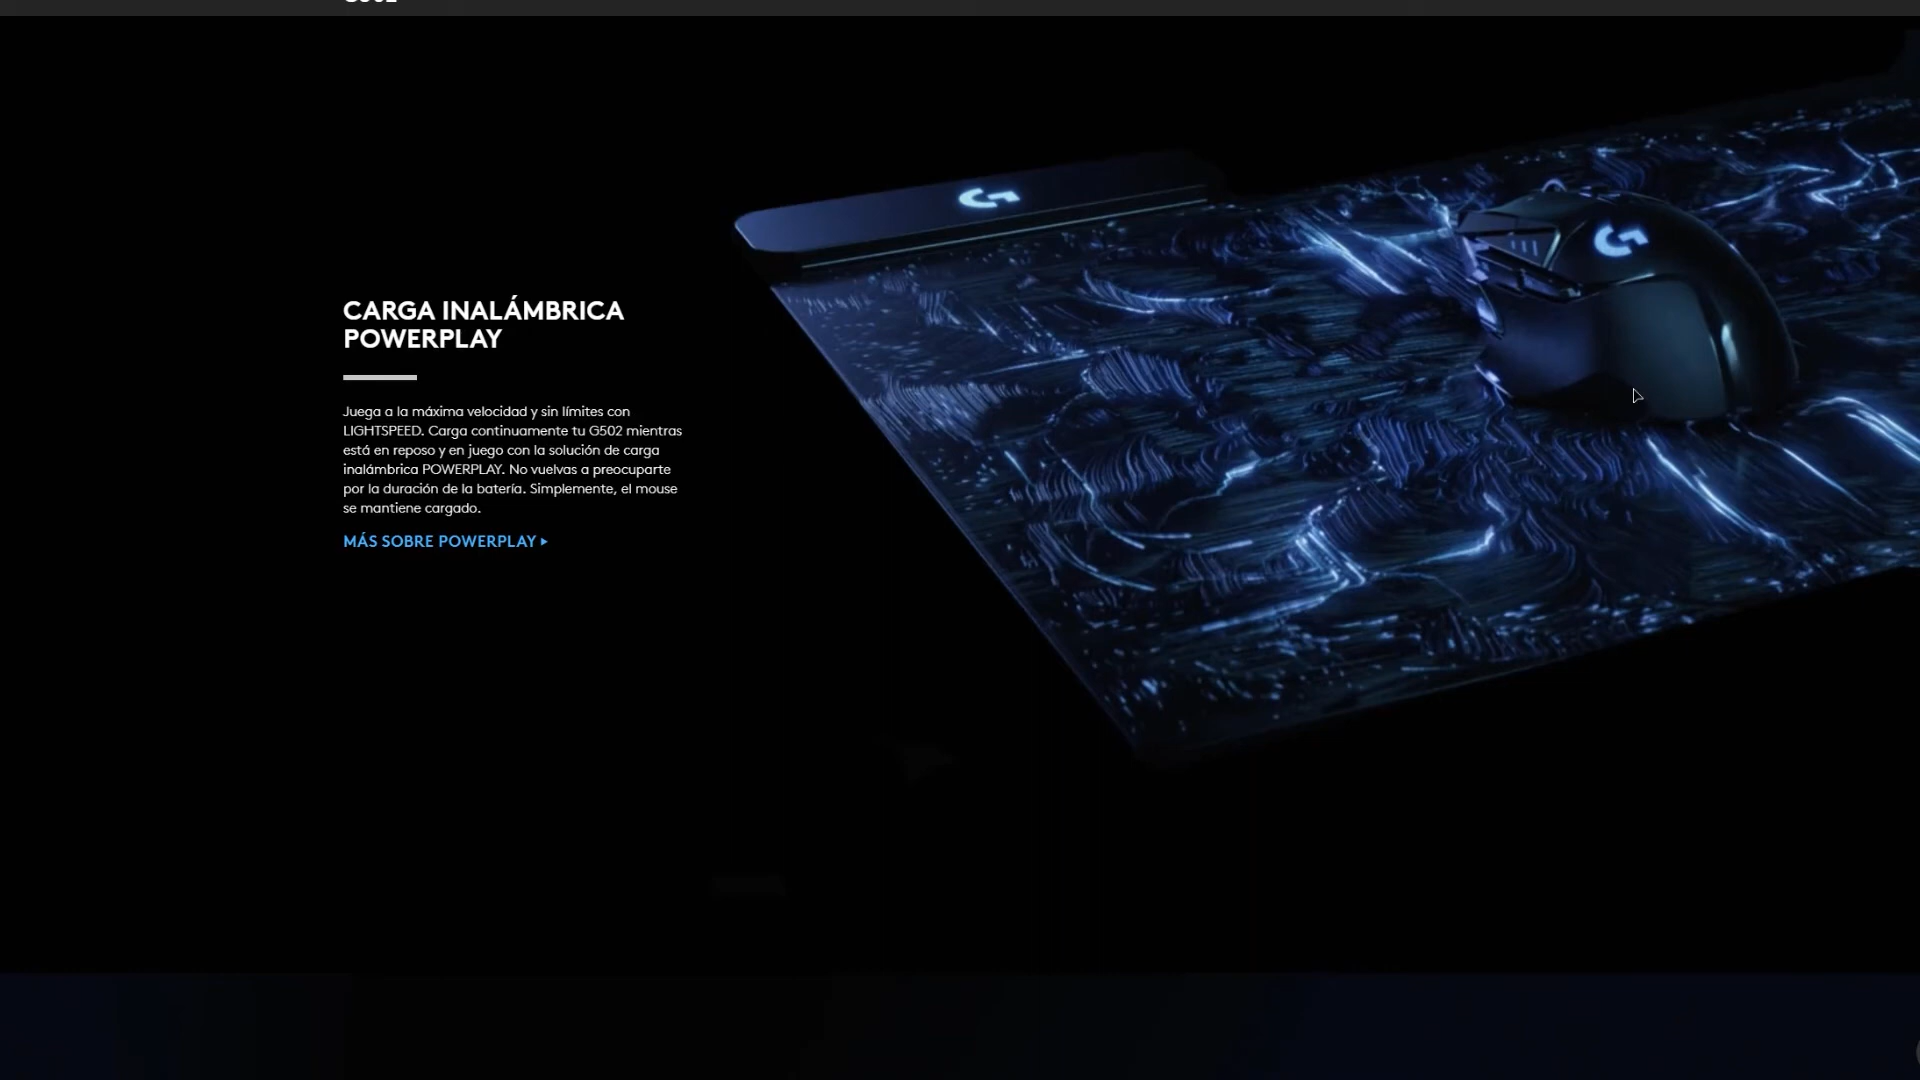 CARGA INALÁMBRICA
POWERPLAY
Juega a la máxima velocidad y sin límites con
LIGHTSPEED. Carga continuamente tu G502 mientras
está en reposo y en juego con la solución de carga
inalámbrica POWERPLAY. No vuelvas a preocuparte
por la duración de la batería. Simplemente, el mouse
se mantiene cargado.
MÁS SOBRE POWERPLAY